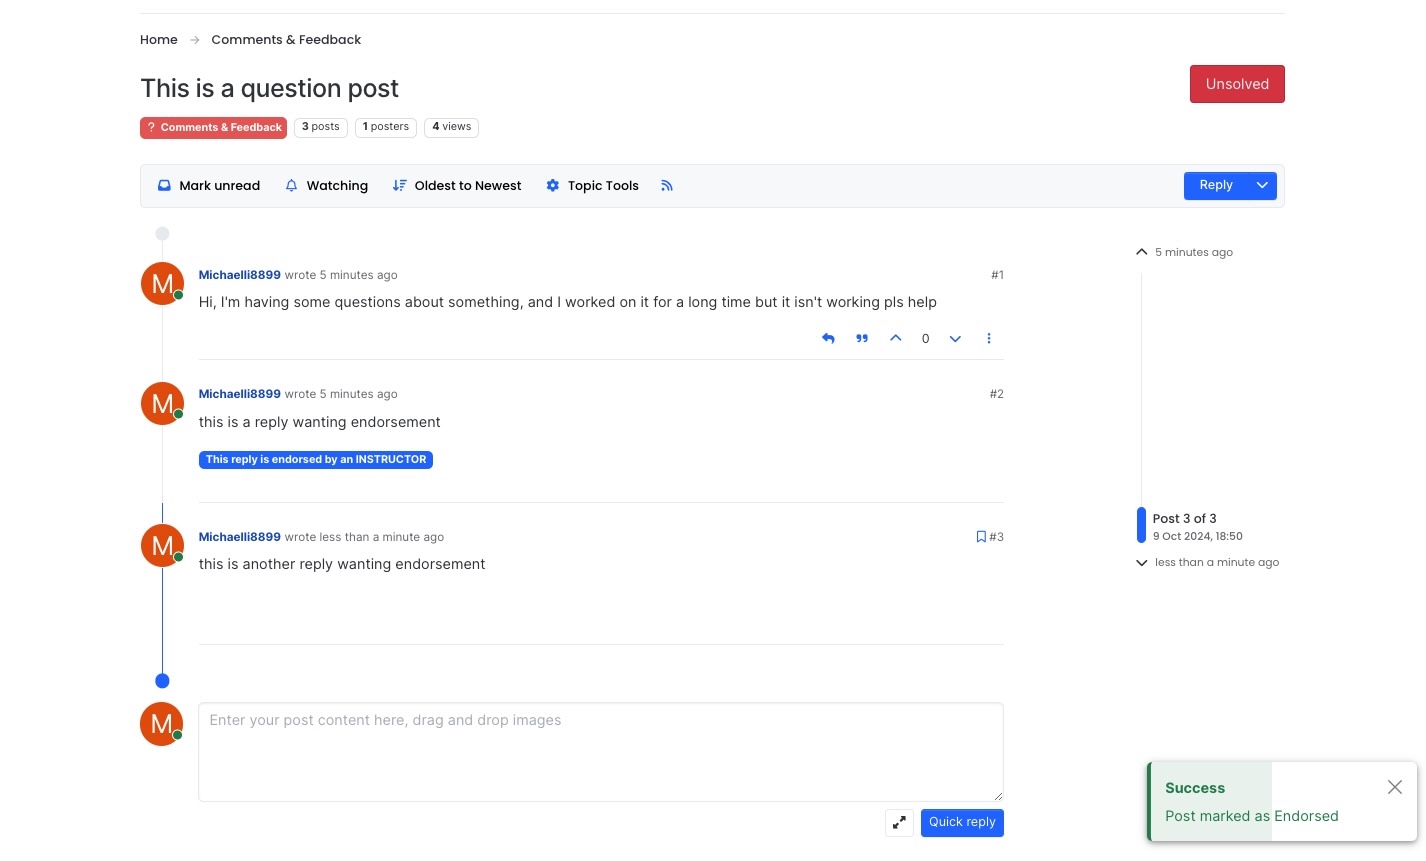 Home → Comments & Feedback
This is a question post
Unsolved
? Comments & Feedback 3 posts 1 posters 4 views
Mark unread Watching Oldest to Newest Topic Tools Reply
5 minutes ago
M Michaelli8899 wrote 5 minutes ago #1
Hi, I'm having some questions about something, and I worked on it for a long time but it isn't working pls help
0
M Michaelli8899 wrote 5 minutes ago #2
this is a reply wanting endorsement
This reply is endorsed by an INSTRUCTOR
Post 3 of 3
9 Oct 2024, 18:50
less than a minute ago
M Michaelli8899 wrote less than a minute ago #3
this is another reply wanting endorsement
M Enter your post content here, drag and drop images
Quick reply
Success
Post marked as Endorsed